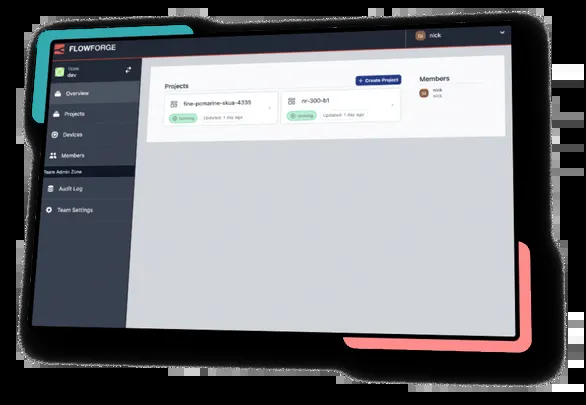 FLOWFORGE
nick
TEAM
dev
Overview
Projects
Devices
Members
Team Admin Zone
Audit Log
Team Settings
Projects
+ Create Project
fine-pomarine-skua-4335
running
Updated: 1 day ago
nr-300-b1
running
Updated: 1 day ago
Members
nick
nick